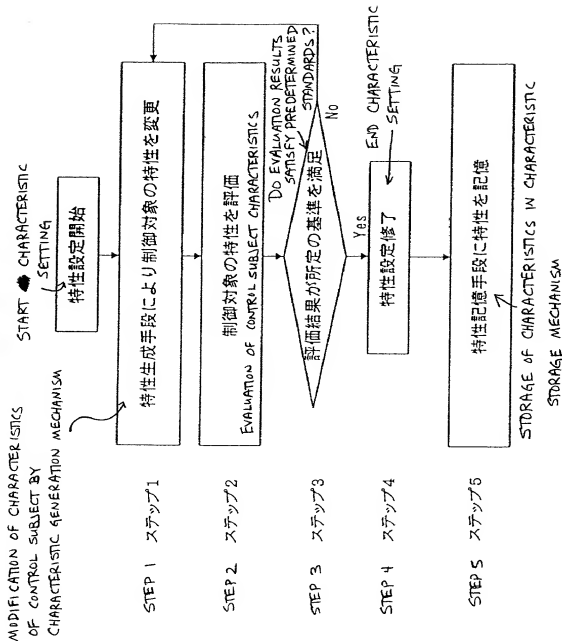 START CHARACTERISTIC
SETTING
特性設定開始
MODIFICATION OF CHARACTERISTICS
OF CONTROL SUBJECT BY
CHARACTERISTIC GENERATION MECHANISM
STEP 1 ステップ1
特性生成手段により制御対象の特性を変更
STEP 2 ステップ2
制御対象の特性を評価
EVALUATION OF CONTROL SUBJECT CHARACTERISTICS
DO EVALUATION RESULTS
SATISFY PREDETERMINED
STANDARDS?
STEP 3 ステップ3
評価結果が所定の基準を満足
No
Yes
STEP 4 ステップ4
特性設定修了
END CHARACTERISTIC
SETTING
STEP 5 ステップ5
特性記憶手段に特性を記憶
STORAGE OF CHARACTERISTICS IN CHARACTERISTIC
STORAGE MECHANISM